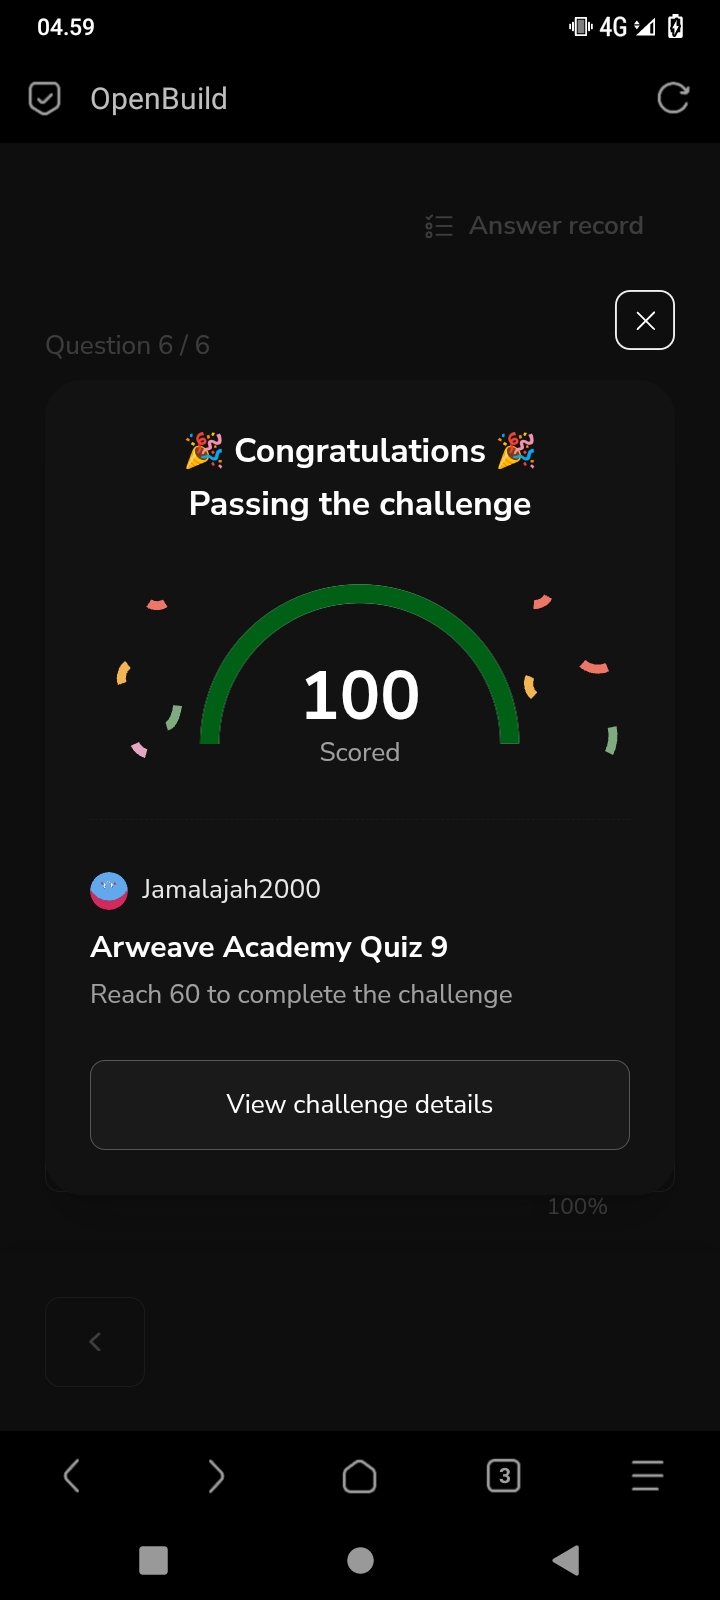 04.59
4G
OpenBuild
Answer record
Question 6 / 6
🎉 Congratulations 🎉
Passing the challenge
100
Scored
Jamalajah2000
Arweave Academy Quiz 9
Reach 60 to complete the challenge
View challenge details
100%
3